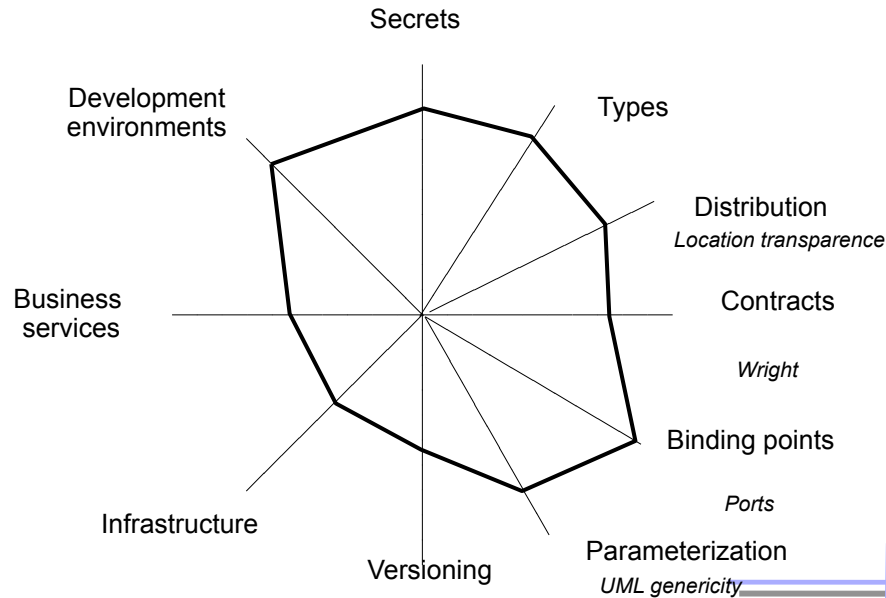 Secrets
Development
environments
Types
Distribution
Location transparence
Business
services
Contracts
Wright
Binding points
Ports
Infrastructure
Versioning
Parameterization
UML genericity